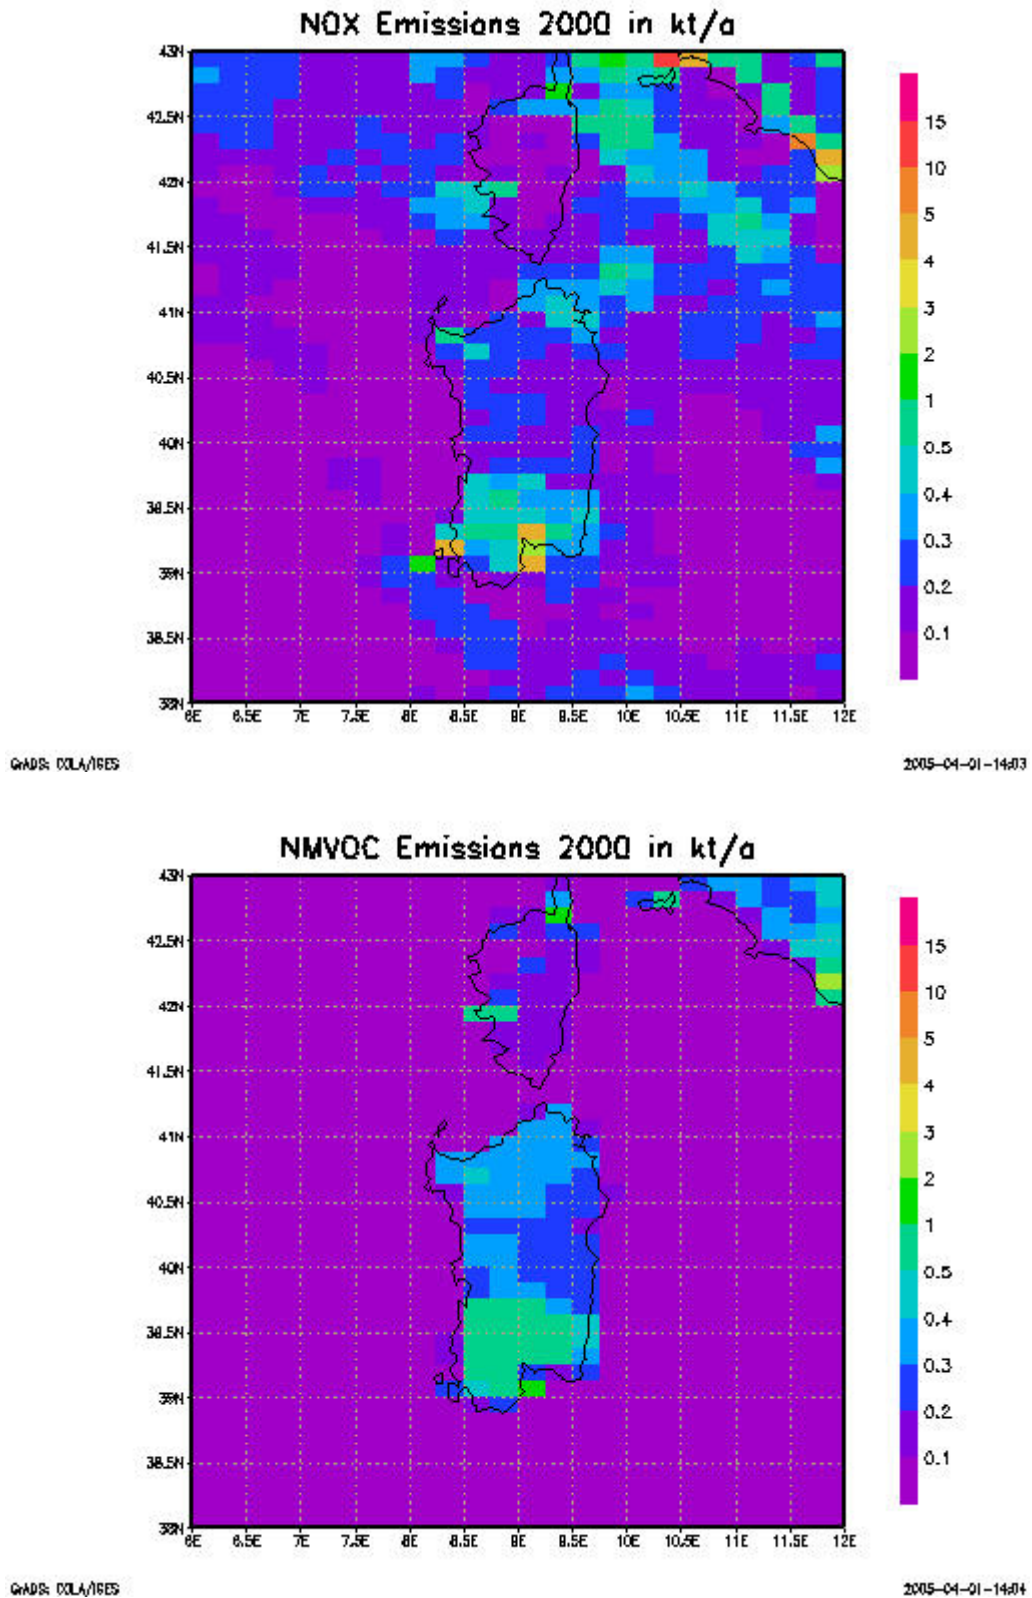 NOX Emissions 2000 in kt/a
43N
42.5N
42N
41.5N
41N
40.5N
40N
39.5N
39N
38.5N
38N
6E 6.5E 7E 7.5E 8E 8.5E 9E 9.5E 10E 10.5E 11E 11.5E 12E
15
10
5
4
3
2
1
0.5
0.4
0.3
0.2
0.1
GrADS: COLA/IGES 2005-04-01-14:03
NMVOC Emissions 2000 in kt/a
43N
42.5N
42N
41.5N
41N
40.5N
40N
39.5N
39N
38.5N
38N
6E 6.5E 7E 7.5E 8E 8.5E 9E 9.5E 10E 10.5E 11E 11.5E 12E
15
10
5
4
3
2
1
0.5
0.4
0.3
0.2
0.1
GrADS: COLA/IGES 2005-04-01-14:04